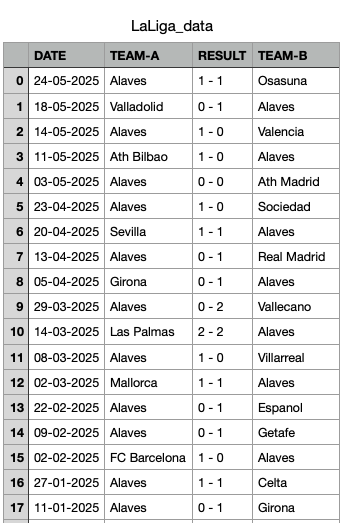 LaLiga_data
DATE TEAM-A RESULT TEAM-B
0 24-05-2025 Alaves 1 - 1 Osasuna
1 18-05-2025 Valladolid 0 - 1 Alaves
2 14-05-2025 Alaves 1 - 0 Valencia
3 11-05-2025 Ath Bilbao 1 - 0 Alaves
4 03-05-2025 Alaves 0 - 0 Ath Madrid
5 23-04-2025 Alaves 1 - 0 Sociedad
6 20-04-2025 Sevilla 1 - 1 Alaves
7 13-04-2025 Alaves 0 - 1 Real Madrid
8 05-04-2025 Girona 0 - 1 Alaves
9 29-03-2025 Alaves 0 - 2 Vallecano
10 14-03-2025 Las Palmas 2 - 2 Alaves
11 08-03-2025 Alaves 1 - 0 Villarreal
12 02-03-2025 Mallorca 1 - 1 Alaves
13 22-02-2025 Alaves 0 - 1 Espanol
14 09-02-2025 Alaves 0 - 1 Getafe
15 02-02-2025 FC Barcelona 1 - 0 Alaves
16 27-01-2025 Alaves 1 - 1 Celta
17 11-01-2025 Alaves 0 - 1 Girona